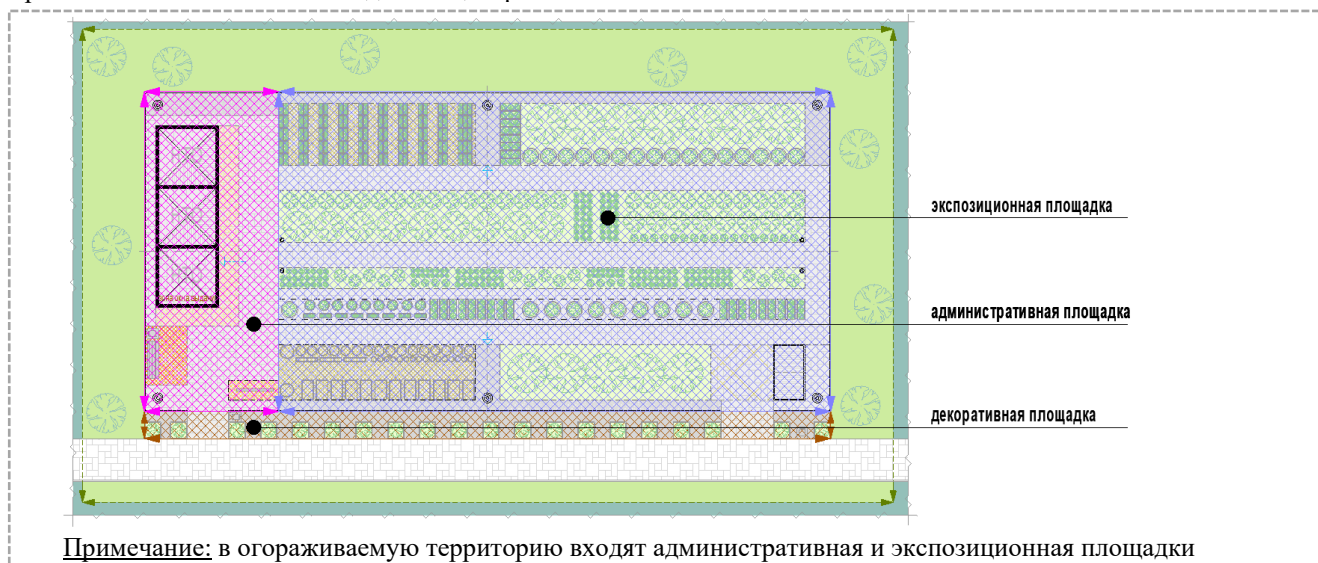 экспозиционная площадка
административная площадка
декоративная площадка
Примечание: в огораживаемую территорию входят административная и экспозиционная площадки